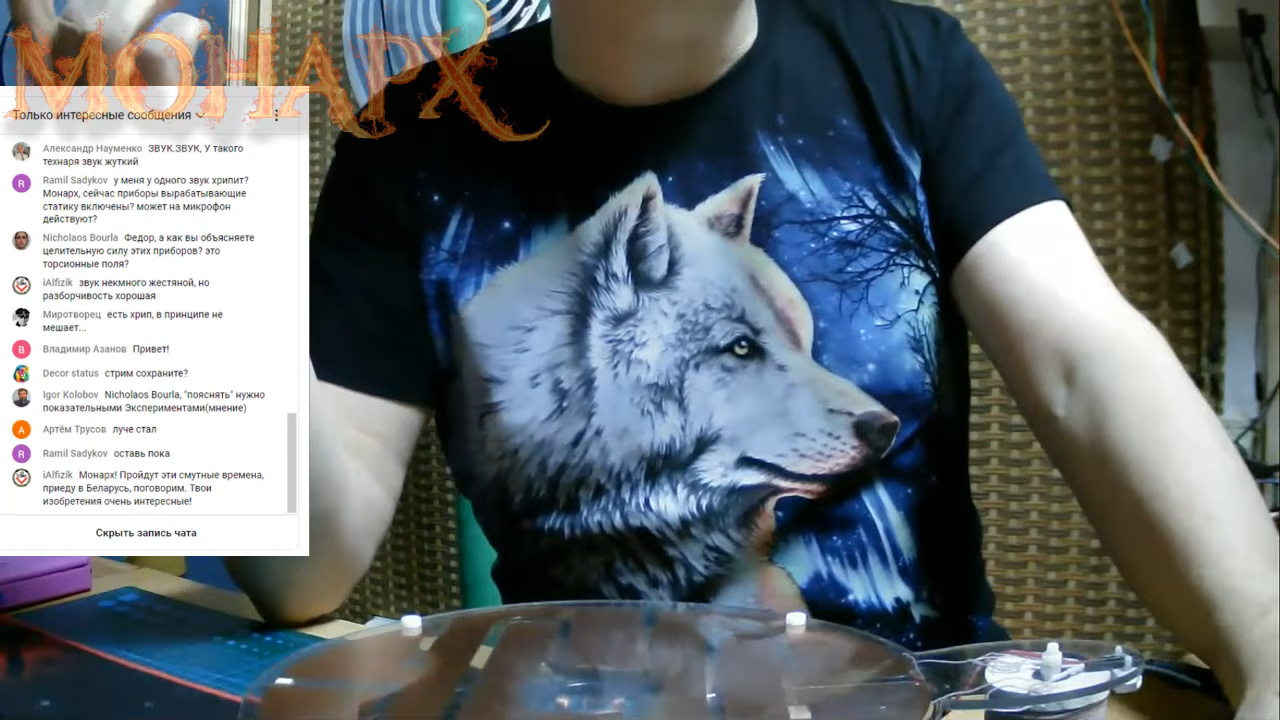 МОНАРХ
Только интересные сообщения
Александр Науменко ЗВУК.ЗВУК, У такого
технаря звук жуткий
R Ramil Sadykov у меня у одного звук хрипит?
Монарх, сейчас приборы вырабатывающие
статику включены? может на микрофон
действуют?
Nicholaos Bourla Федор, а как вы объясняете
целительную силу этих приборов? это
торсионные поля?
iAlfizik звук некмного жестяной, но
разборчивость хорошая
Миротворец есть хрип, в принципе не
мешает...
В Владимир Азанов Привет!
Decor status стрим сохраните?
Igor Kolobov Nicholaos Bourla, "пояснять" нужно
показательными Экспериментами(мнение)
А Артём Трусов луче стал
R Ramil Sadykov оставь пока
iAlfizik Монарх! Пройдут эти смутные времена,
приеду в Беларусь, поговорим. Твои
изобретения очень интересные!
Скрыть запись чата